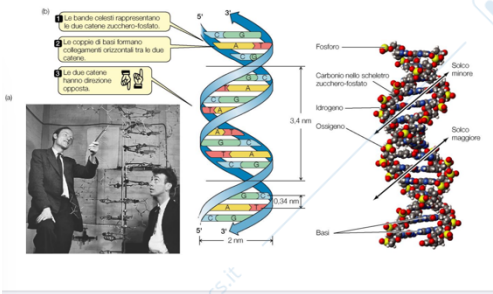 (b)
1 Le bande celesti rappresentano
le due catene zucchero-fosfato.
2 Le coppie di basi formano
collegamenti orizzontali tra le due
catene.
3 Le due catene
hanno direzione
opposta.
(a)
5'
3'
C G
A T
G C
C G
T A
G C
T A
C G
A T
C G
5'
3'
3,4 nm
0,34 nm
2 nm
Fosforo
Carbonio nello scheletro
zucchero-fosfato
Idrogeno
Ossigeno
Basi
Solco
minore
Solco
maggiore